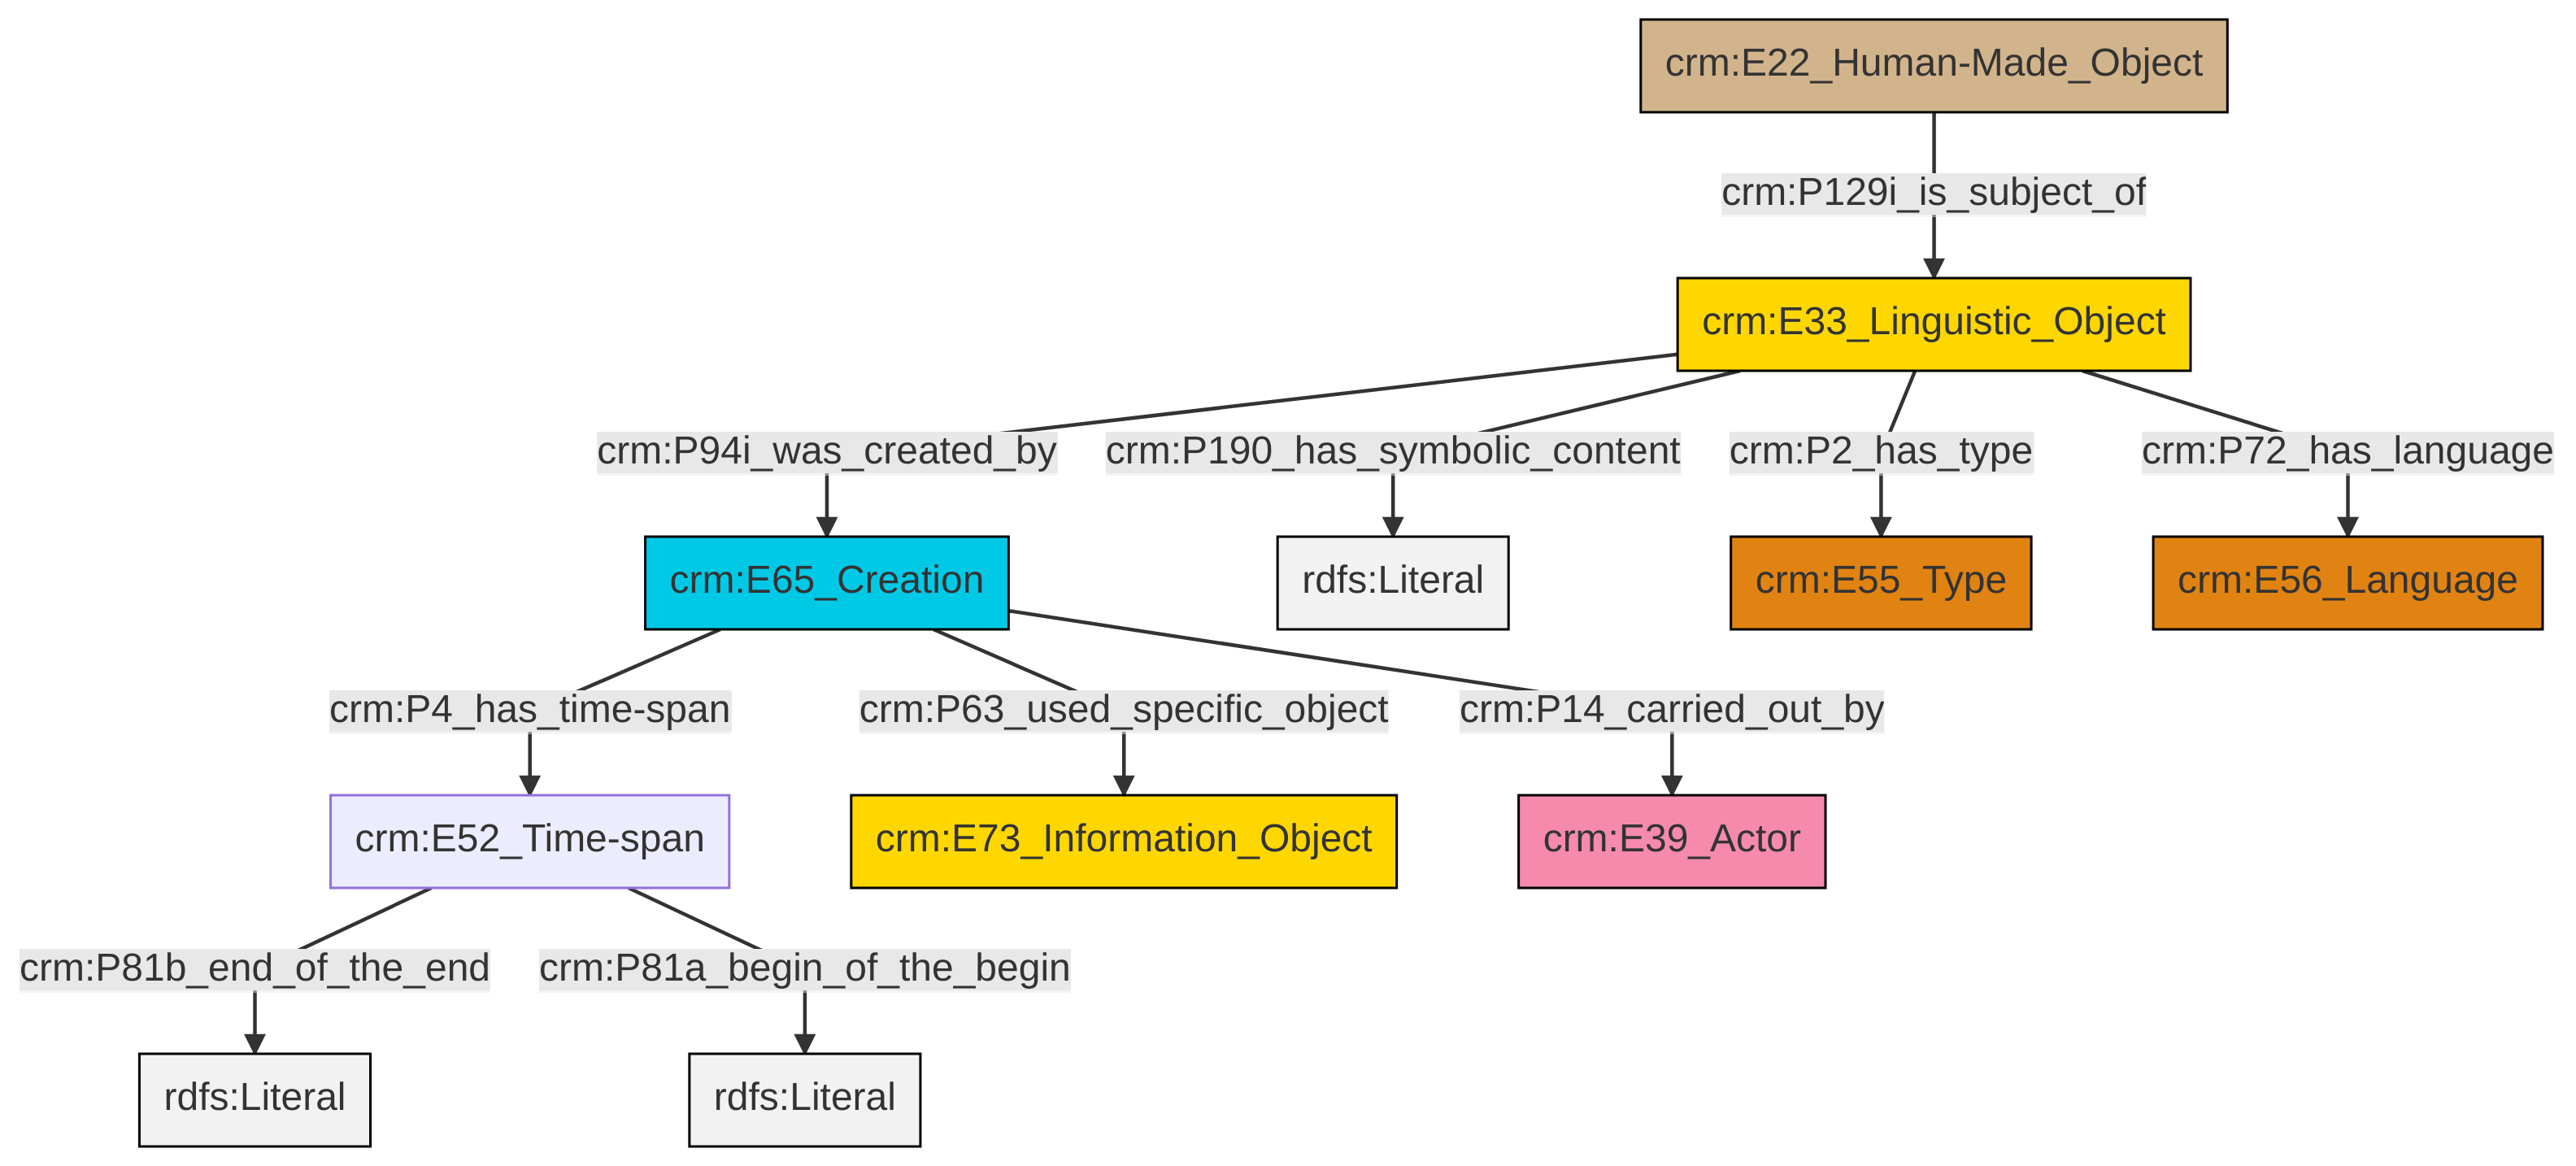 crm:E22_Human-Made_Object
crm:P129i_is_subject_of
crm:E33_Linguistic_Object
crm:P94i_was_created_by
crm:P190_has_symbolic_content
crm:P2_has_type
crm:P72_has_language
crm:E65_Creation
rdfs:Literal
crm:E55_Type
crm:E56_Language
crm:P4_has_time-span
crm:P63_used_specific_object
crm:P14_carried_out_by
crm:E52_Time-span
crm:E73_Information_Object
crm:E39_Actor
crm:P81b_end_of_the_end
crm:P81a_begin_of_the_begin
rdfs:Literal
rdfs:Literal